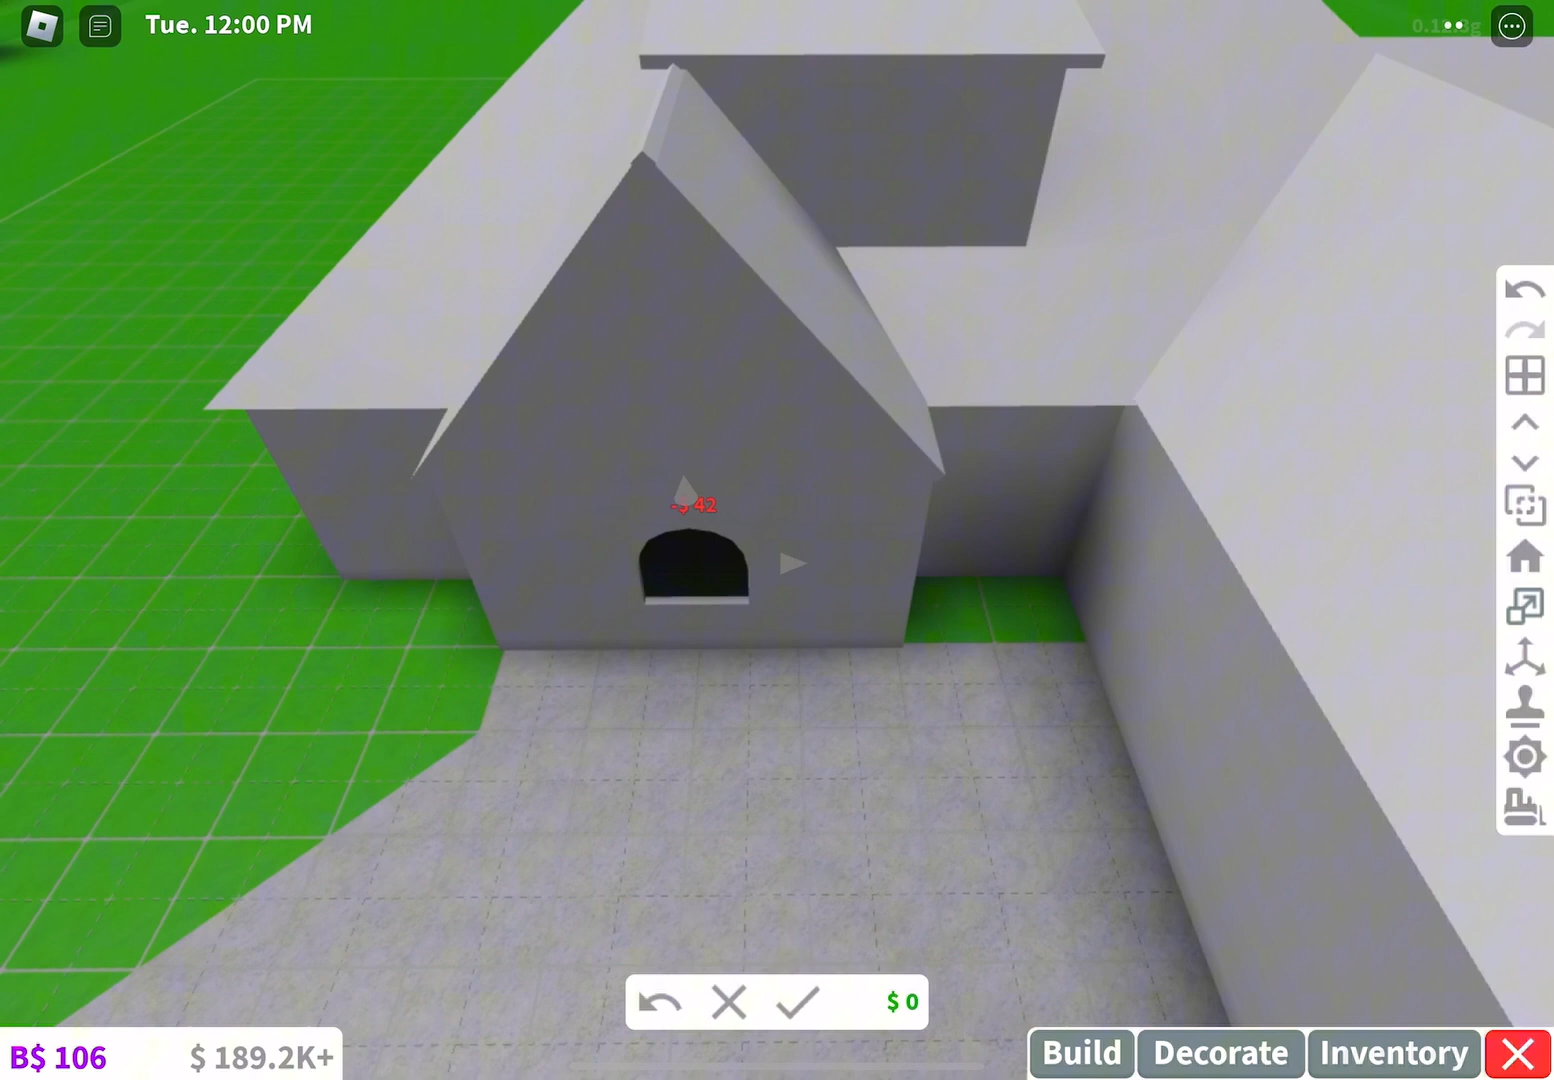 Tue. 12:00 PM
-$ 42
$ 0
B$ 106
$ 189.2K+
Build
Decorate
Inventory